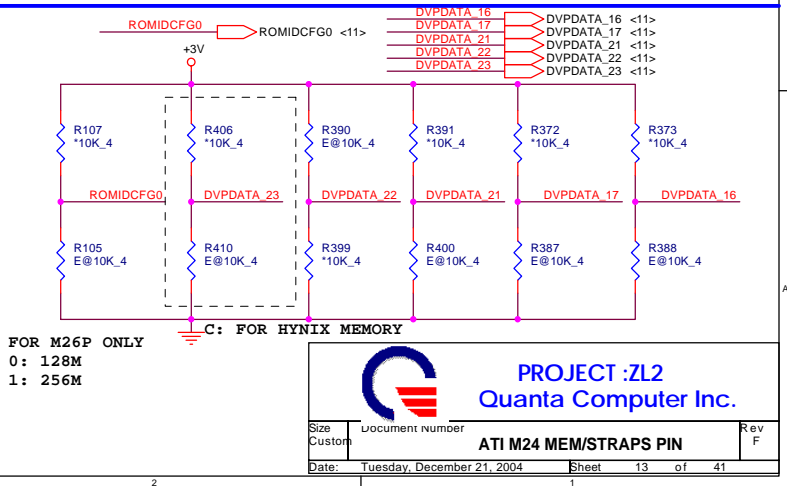 ROMIDCFG0 ROMIDCFG0 <11>
DVPDATA_16 DVPDATA_16 <11>
DVPDATA_17 DVPDATA_17 <11>
DVPDATA_21 DVPDATA_21 <11>
DVPDATA_22 DVPDATA_22 <11>
DVPDATA_23 DVPDATA_23 <11>
+3V
R107 *10K_4
R406 *10K_4
R390 E@10K_4
R391 *10K_4
R372 *10K_4
R373 *10K_4
ROMIDCFG0 DVPDATA_23 DVPDATA_22 DVPDATA_21 DVPDATA_17 DVPDATA_16
R105 E@10K_4
R410 E@10K_4
R399 *10K_4
R400 E@10K_4
R387 E@10K_4
R388 E@10K_4
A
C: FOR HYNIX MEMORY
FOR M26P ONLY
0: 128M
1: 256M
PROJECT :ZL2
Quanta Computer Inc.
Size Custom
Document Number
ATI M24 MEM/STRAPS PIN
Rev F
Date: Tuesday, December 21, 2004 Sheet 13 of 41
2 1